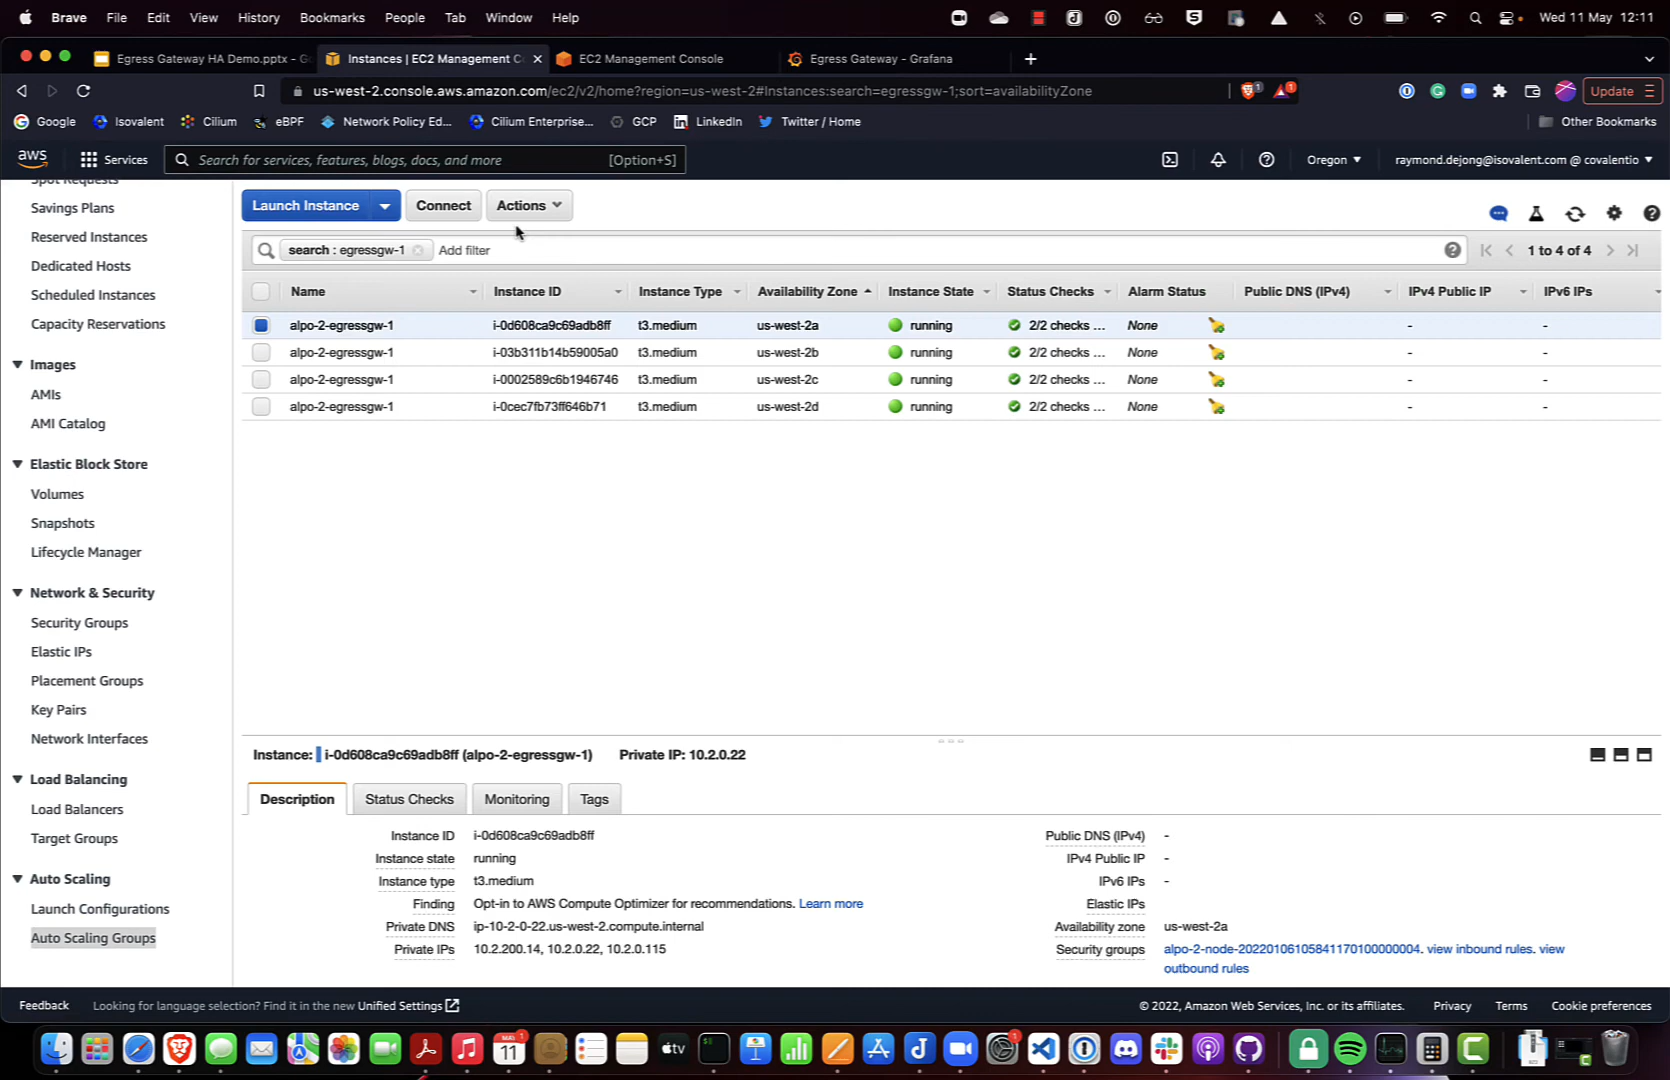 Brave File Edit View History Bookmarks People Tab Window Help Wed 11 May 12:11
Egress Gateway HA Demo.pptx - G Instances | EC2 Management C EC2 Management Console Egress Gateway - Grafana
us-west-2.console.aws.amazon.com/ec2/v2/home?region=us-west-2#Instances:search=egressgw-1;sort=availabilityZone 1 1 Update
Google Isovalent Cilium eBPF Network Policy Ed... Cilium Enterprise... GCP LinkedIn Twitter / Home Other Bookmarks
aws Services Search for services, features, blogs, docs, and more [Option+S] Oregon raymond.dejong@isovalent.com @ covalentio
Spot Requests
Savings Plans
Reserved Instances
Dedicated Hosts
Scheduled Instances
Capacity Reservations
Images
AMIs
AMI Catalog
Elastic Block Store
Volumes
Snapshots
Lifecycle Manager
Network & Security
Security Groups
Elastic IPs
Placement Groups
Key Pairs
Network Interfaces
Load Balancing
Load Balancers
Target Groups
Auto Scaling
Launch Configurations
Auto Scaling Groups
Launch Instance Connect Actions
search : egressgw-1 Add filter 1 to 4 of 4
Name Instance ID Instance Type Availability Zone Instance State Status Checks Alarm Status Public DNS (IPv4) IPv4 Public IP IPv6 IPs
alpo-2-egressgw-1 i-0d608ca9c69adb8ff t3.medium us-west-2a running 2/2 checks ... None - -
alpo-2-egressgw-1 i-03b311b14b59005a0 t3.medium us-west-2b running 2/2 checks ... None - -
alpo-2-egressgw-1 i-0002589c6b1946746 t3.medium us-west-2c running 2/2 checks ... None - -
alpo-2-egressgw-1 i-0cec7fb73ff646b71 t3.medium us-west-2d running 2/2 checks ... None - -
Instance: i-0d608ca9c69adb8ff (alpo-2-egressgw-1) Private IP: 10.2.0.22
Description Status Checks Monitoring Tags
Instance ID i-0d608ca9c69adb8ff
Instance state running
Instance type t3.medium
Finding Opt-in to AWS Compute Optimizer for recommendations. Learn more
Private DNS ip-10-2-0-22.us-west-2.compute.internal
Private IPs 10.2.200.14, 10.2.0.22, 10.2.0.115
Public DNS (IPv4) -
IPv4 Public IP -
IPv6 IPs -
Elastic IPs
Availability zone us-west-2a
Security groups alpo-2-node-20220106105841170100000004. view inbound rules. view
outbound rules
Feedback Looking for language selection? Find it in the new Unified Settings © 2022, Amazon Web Services, Inc. or its affiliates. Privacy Terms Cookie preferences
1 11 tv 1